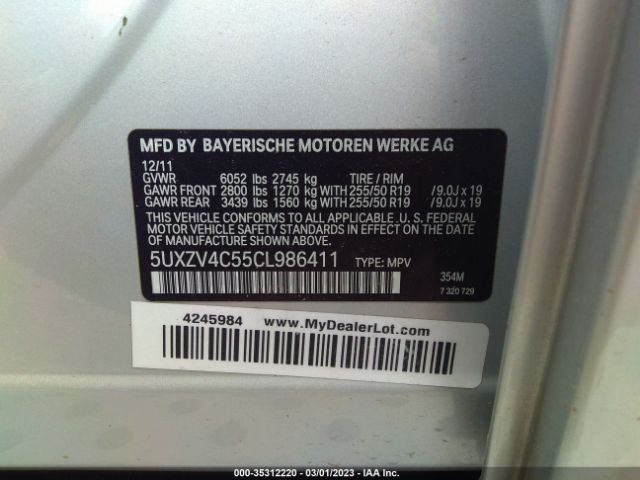 MFD BY BAYERISCHE MOTOREN WERKE AG
12/11
GVWR 6052 lbs 2745 kg TIRE / RIM
GAWR FRONT 2800 lbs 1270 kg WITH 255/50 R19 /9.0J x 19
GAWR REAR 3439 lbs 1560 kg WITH 255/50 R19 /9.0J x 19
THIS VEHICLE CONFORMS TO ALL APPLICABLE U. S. FEDERAL
MOTOR VEHICLE SAFETY STANDARDS IN EFFECT ON THE DATE
OF MANUFACTURE SHOWN ABOVE.
5UXZV4C55CL986411 TYPE: MPV
354M
7 320 729
4245984 www.MyDealerLot.com
000-35312220 - 03/01/2023 - IAA Inc.